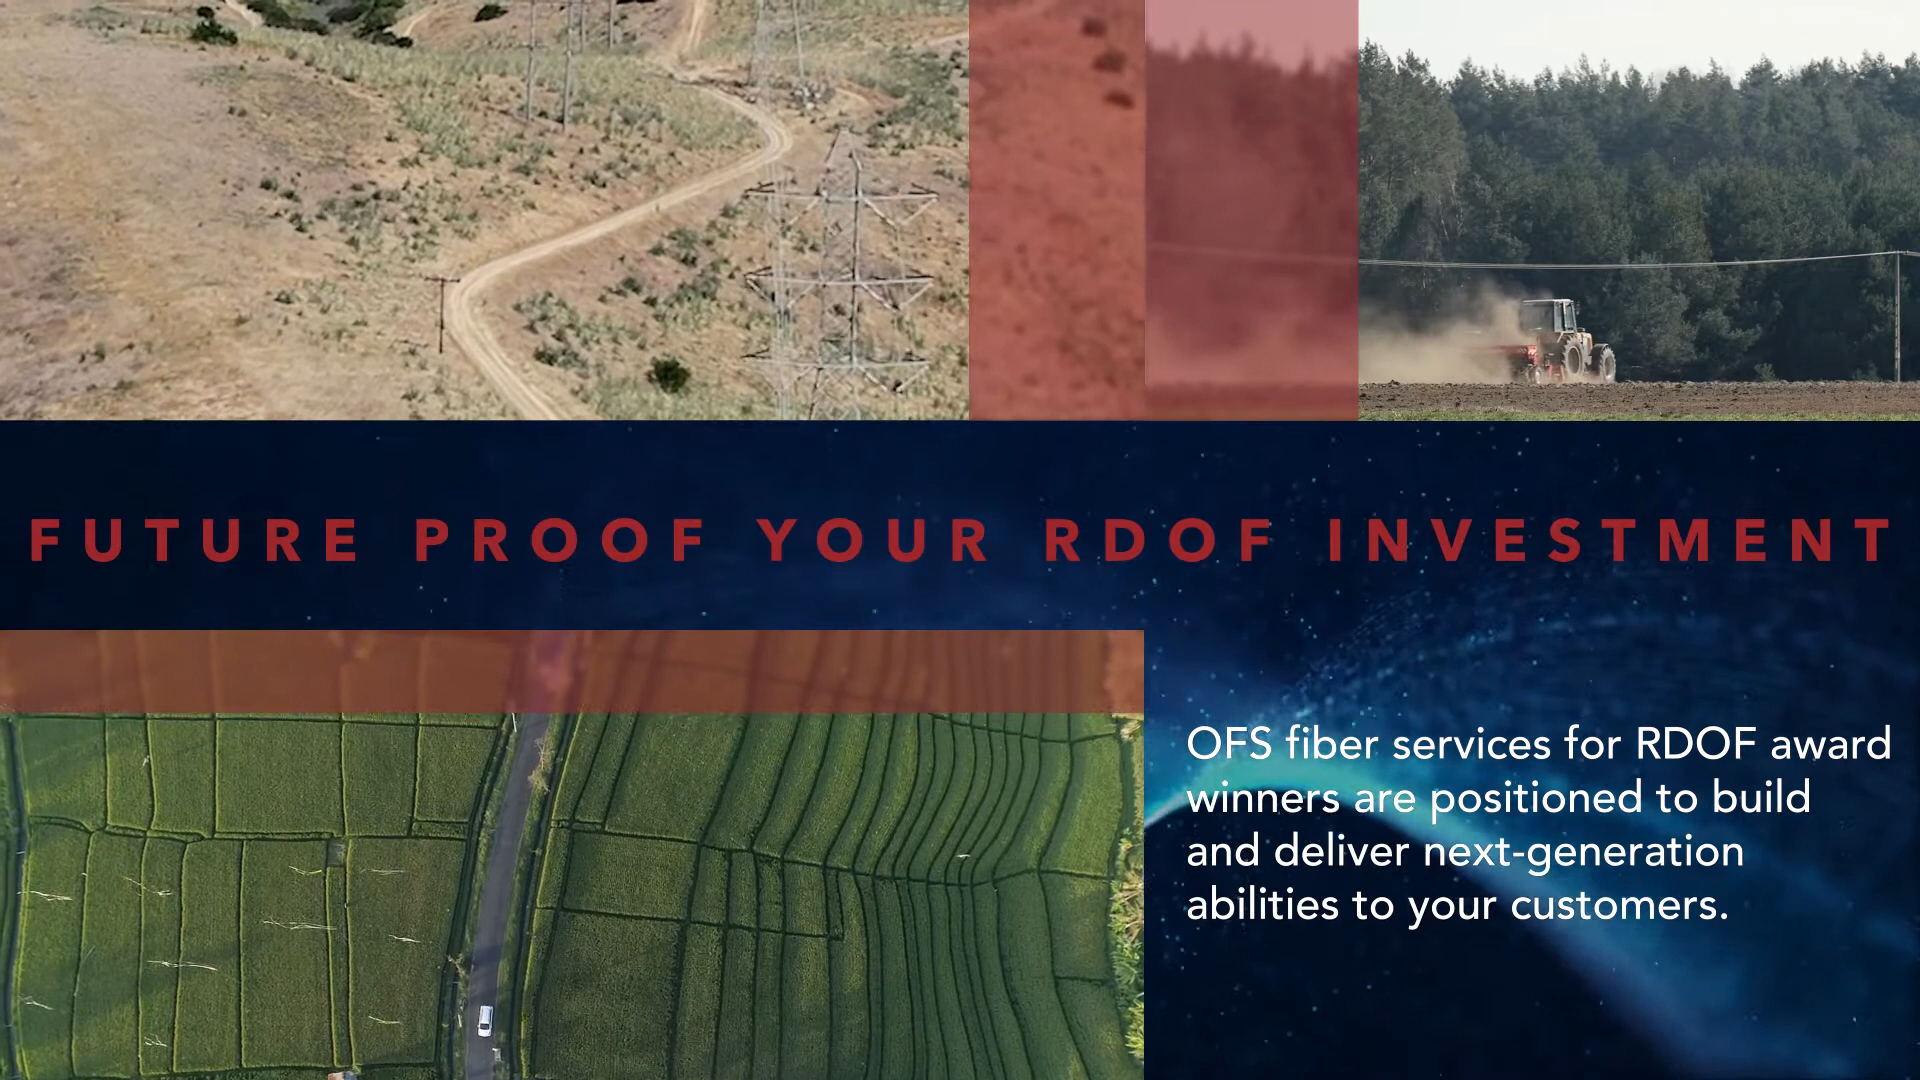 FUTURE PROOF YOUR RDOF INVESTMENT
OFS fiber services for RDOF award
winners are positioned to build
and deliver next-generation
abilities to your customers.